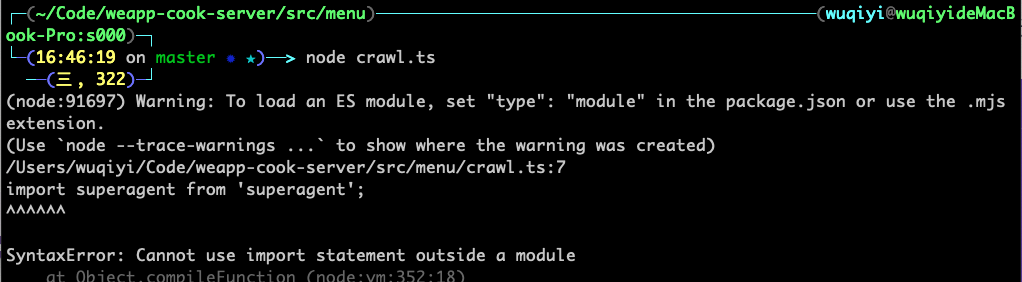 ┌─(~/Code/weapp-cook-server/src/menu)────(wuqiyi@wuqiyideMacB
ook-Pro:s000)─┐
└─(16:46:19 on master ● ★)──> node crawl.ts
──(三, 322)─┘
(node:91697) Warning: To load an ES module, set "type": "module" in the package.json or use the .mjs
extension.
(Use `node --trace-warnings ...` to show where the warning was created)
/Users/wuqiyi/Code/weapp-cook-server/src/menu/crawl.ts:7
import superagent from 'superagent';
^^^^^^
SyntaxError: Cannot use import statement outside a module
at Object.compileFunction (node:vm:352:18)